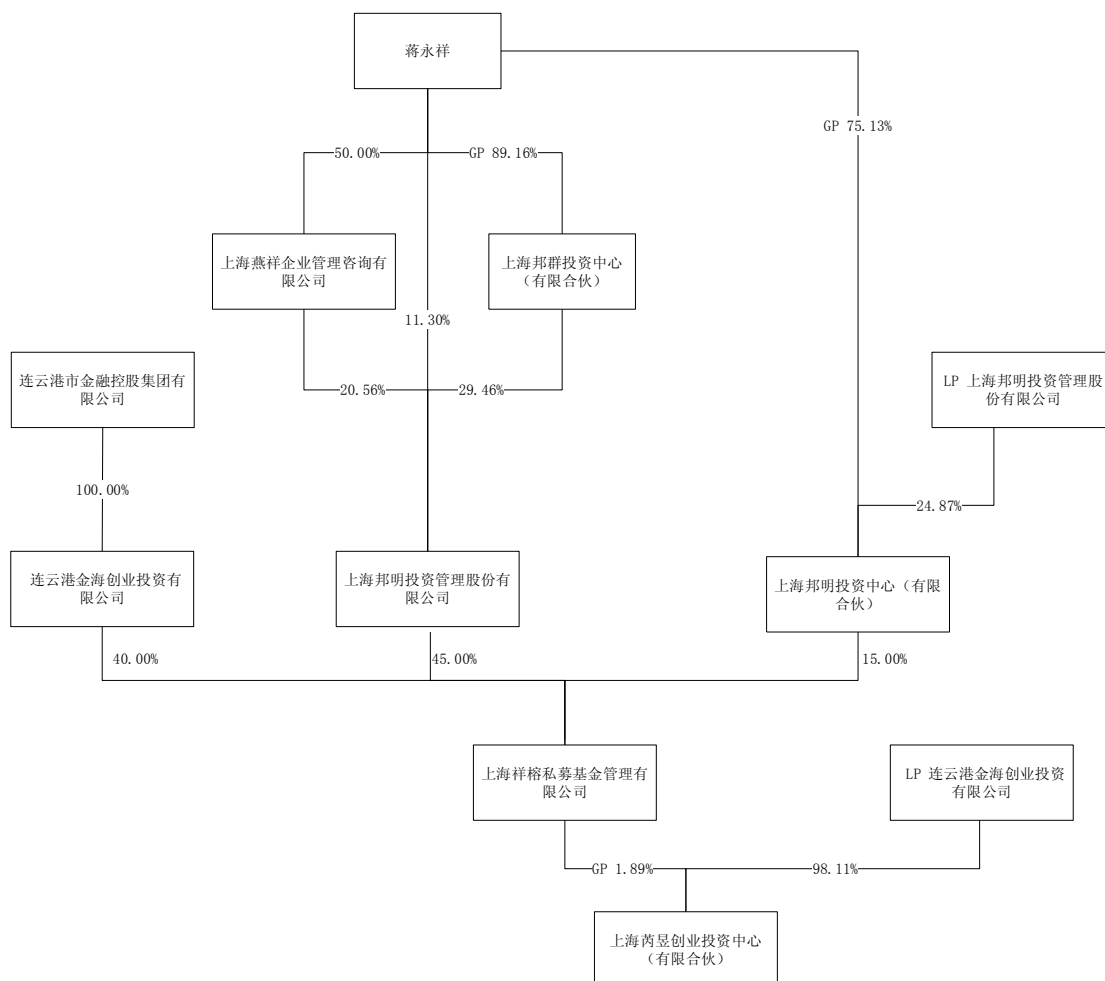 蒋永祥
GP 75.13%
50.00%
GP 89.16%
上海燕祥企业管理咨询有
限公司
上海邦群投资中心
（有限合伙）
11.30%
连云港市金融控股集团有
限公司
20.56%
29.46%
LP 上海邦明投资管理股
份有限公司
100.00%
24.87%
连云港金海创业投资有
限公司
上海邦明投资管理股份有
限公司
上海邦明投资中心（有限
合伙）
40.00%
45.00%
15.00%
上海祥榕私募基金管理有
限公司
LP 连云港金海创业投资
有限公司
GP 1.89%
98.11%
上海芮昱创业投资中心
（有限合伙）